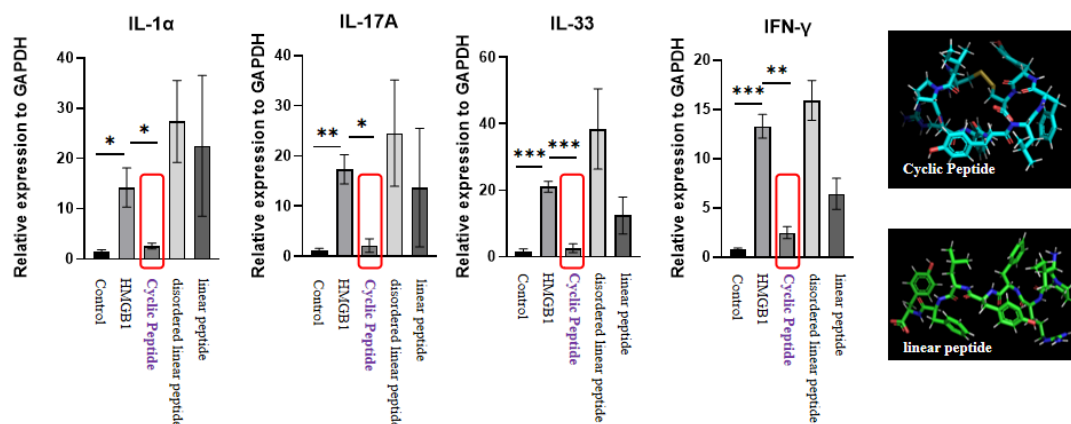 IL-1α
Relative expression to GAPDH
40
30
20
10
0
*
*
Control
HMGB1
Cyclic Peptide
disordered linear peptide
linear peptide
IL-17A
Relative expression to GAPDH
40
30
20
10
0
**
*
Control
HMGB1
Cyclic Peptide
disordered linear peptide
linear peptide
IL-33
Relative expression to GAPDH
60
40
20
0
***
***
Control
HMGB1
Cyclic Peptide
disordered linear peptide
linear peptide
IFN-γ
Relative expression to GAPDH
20
15
10
5
0
***
**
Control
HMGB1
Cyclic Peptide
disordered linear peptide
linear peptide
Cyclic Peptide
linear peptide